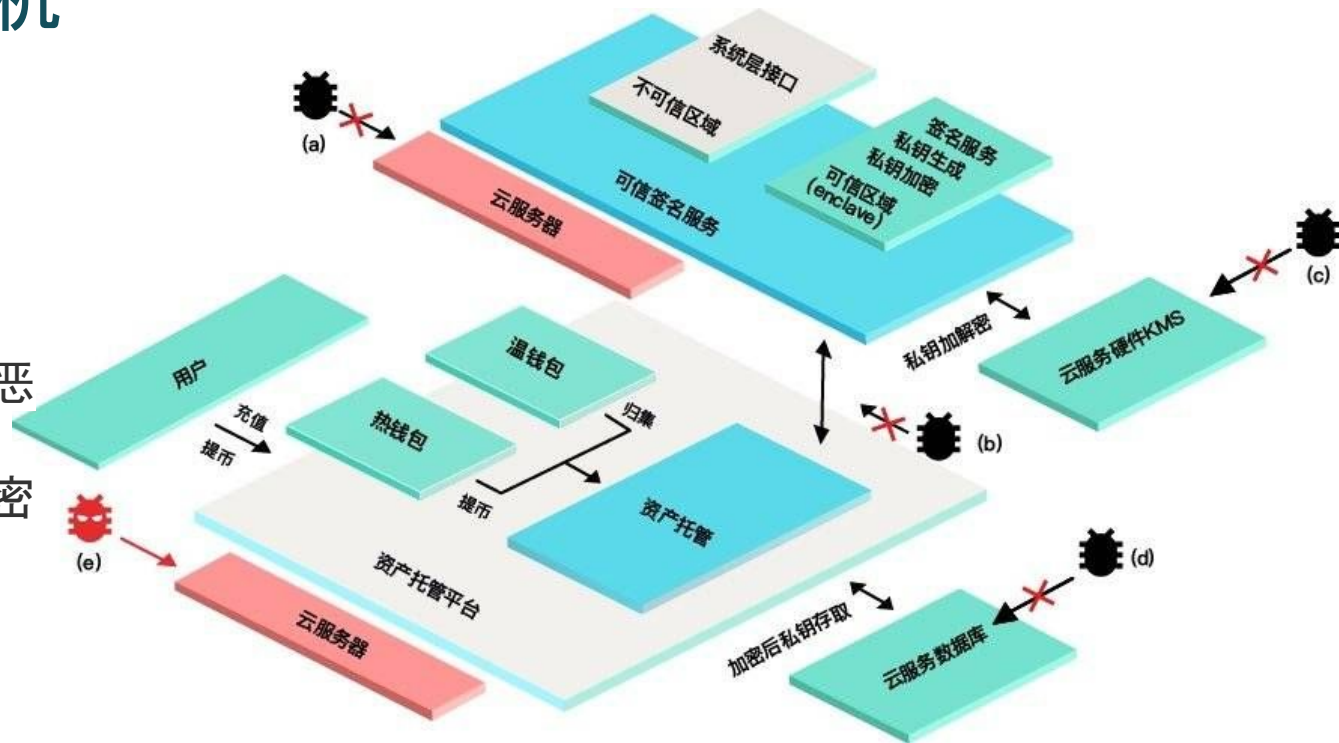 机
恶
密
系统层接口
不可信区域
签名服务
私钥生成
私钥加密
可信区域
(enclave)
(a)
云服务器
可信签名服务
(c)
私钥加解密
云服务硬件KMS
用户
温钱包
充值
提币
热钱包
归集
提币
(b)
资产托管
(e)
资产托管平台
云服务器
(d)
加密后私钥存取
云服务数据库